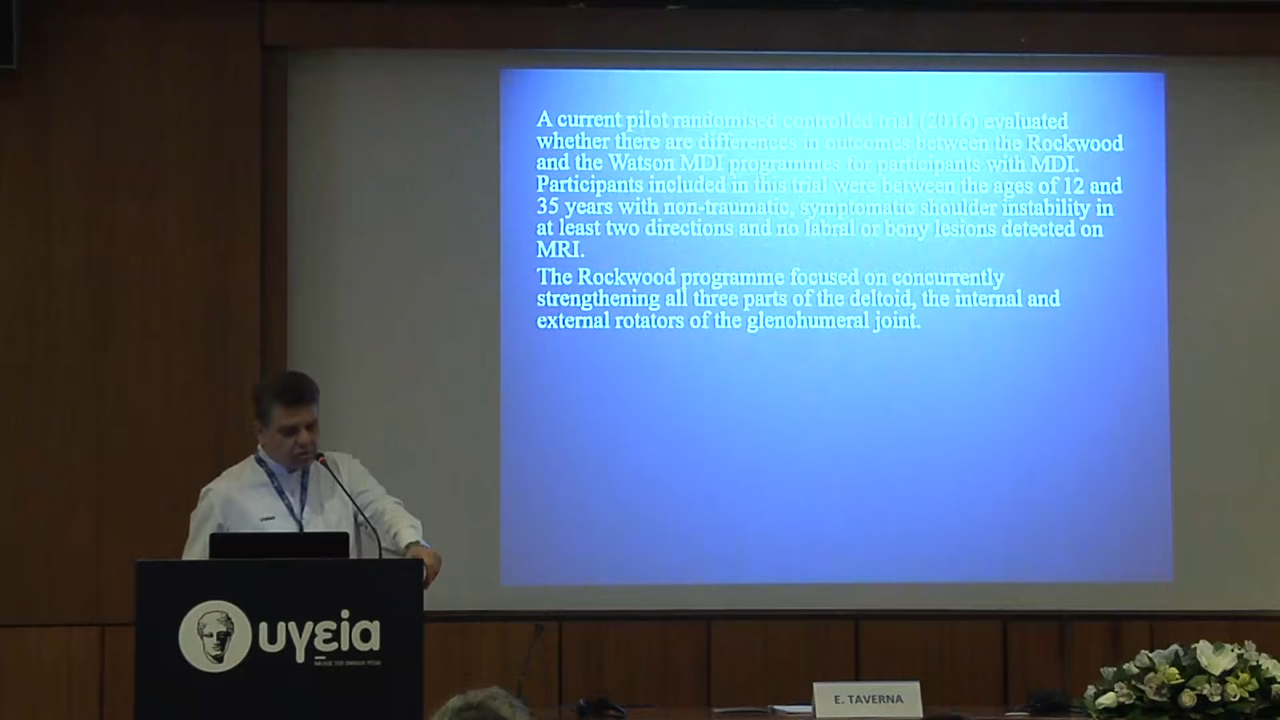 A current pilot randomised controlled trial (2016) evaluated
whether there are differences in outcomes between the Rockwood
and the Watson MDI programmes for participants with MDI.
Participants included in this trial were between the ages of 12 and
35 years with non-traumatic, symptomatic shoulder instability in
at least two directions and no labral or bony lesions detected on
MRI.
The Rockwood programme focused on concurrently
strengthening all three parts of the deltoid, the internal and
external rotators of the glenohumeral joint.
υγεία
E. TAVERNA